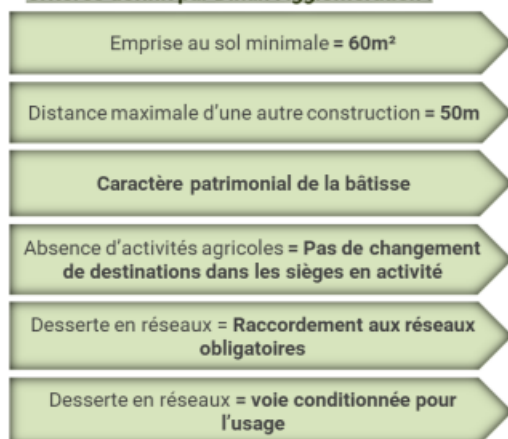 Emprise au sol minimale = 60m²
Distance maximale d'une autre construction = 50m
Caractère patrimonial de la bâtisse
Absence d'activités agricoles = Pas de changement
de destinations dans les sièges en activité
Desserte en réseaux = Raccordement aux réseaux
obligatoires
Desserte en réseaux = voie conditionnée pour
l'usage